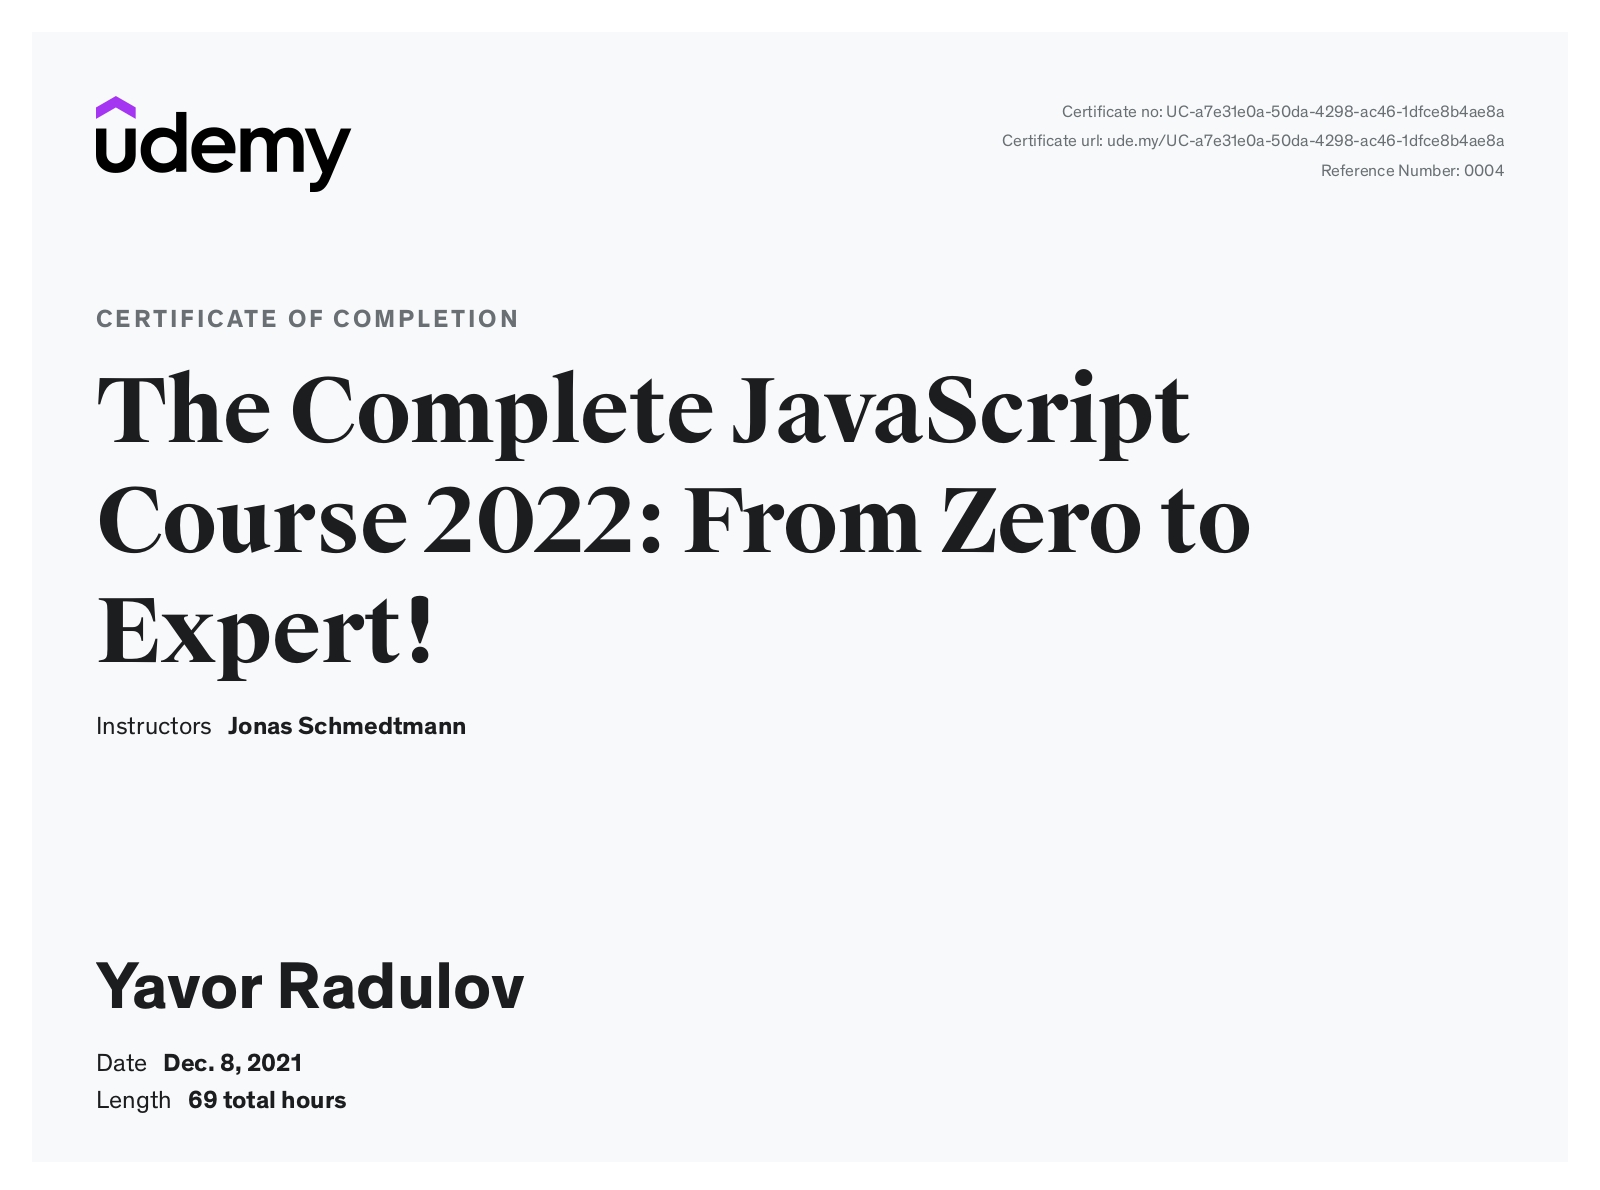 udemy
Certificate no: UC-a7e31e0a-50da-4298-ac46-1dfce8b4ae8a
Certificate url: ude.my/UC-a7e31e0a-50da-4298-ac46-1dfce8b4ae8a
Reference Number: 0004
CERTIFICATE OF COMPLETION
The Complete JavaScript
Course 2022: From Zero to
Expert!
Instructors Jonas Schmedtmann
Yavor Radulov
Date Dec. 8, 2021
Length 69 total hours